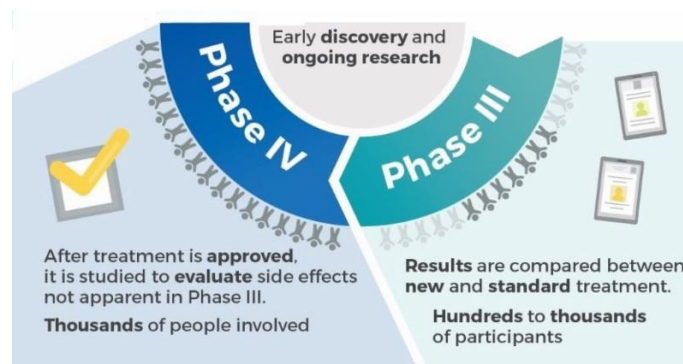 Early discovery and
ongoing research
Phase IV
Phase III
After treatment is approved,
it is studied to evaluate side effects
not apparent in Phase III.
Thousands of people involved
Results are compared between
new and standard treatment.
Hundreds to thousands
of participants